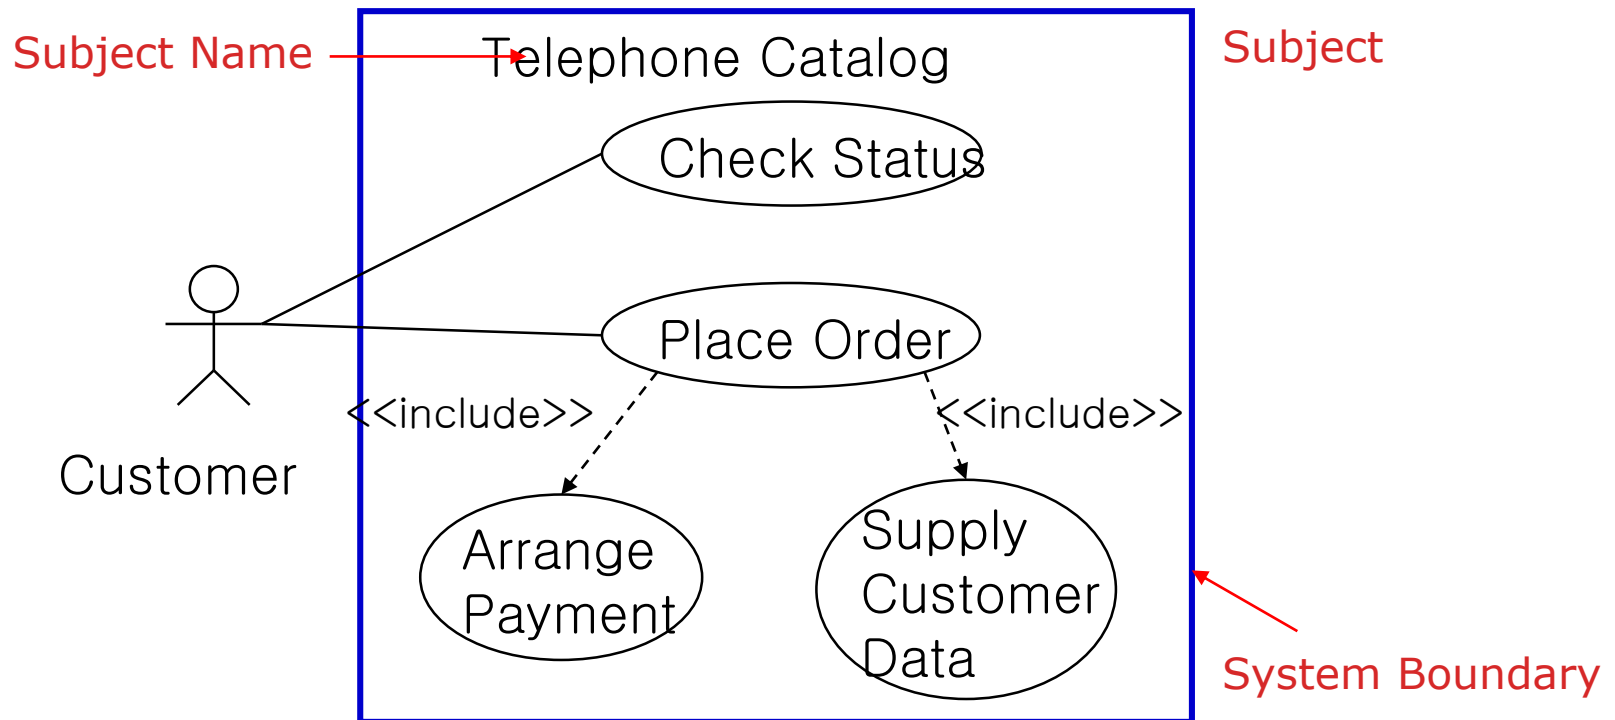 Subject Name
Telephone Catalog
Subject
Check Status
Place Order
<<include>>
<<include>>
Customer
Arrange
Payment
Supply
Customer
Data
System Boundary